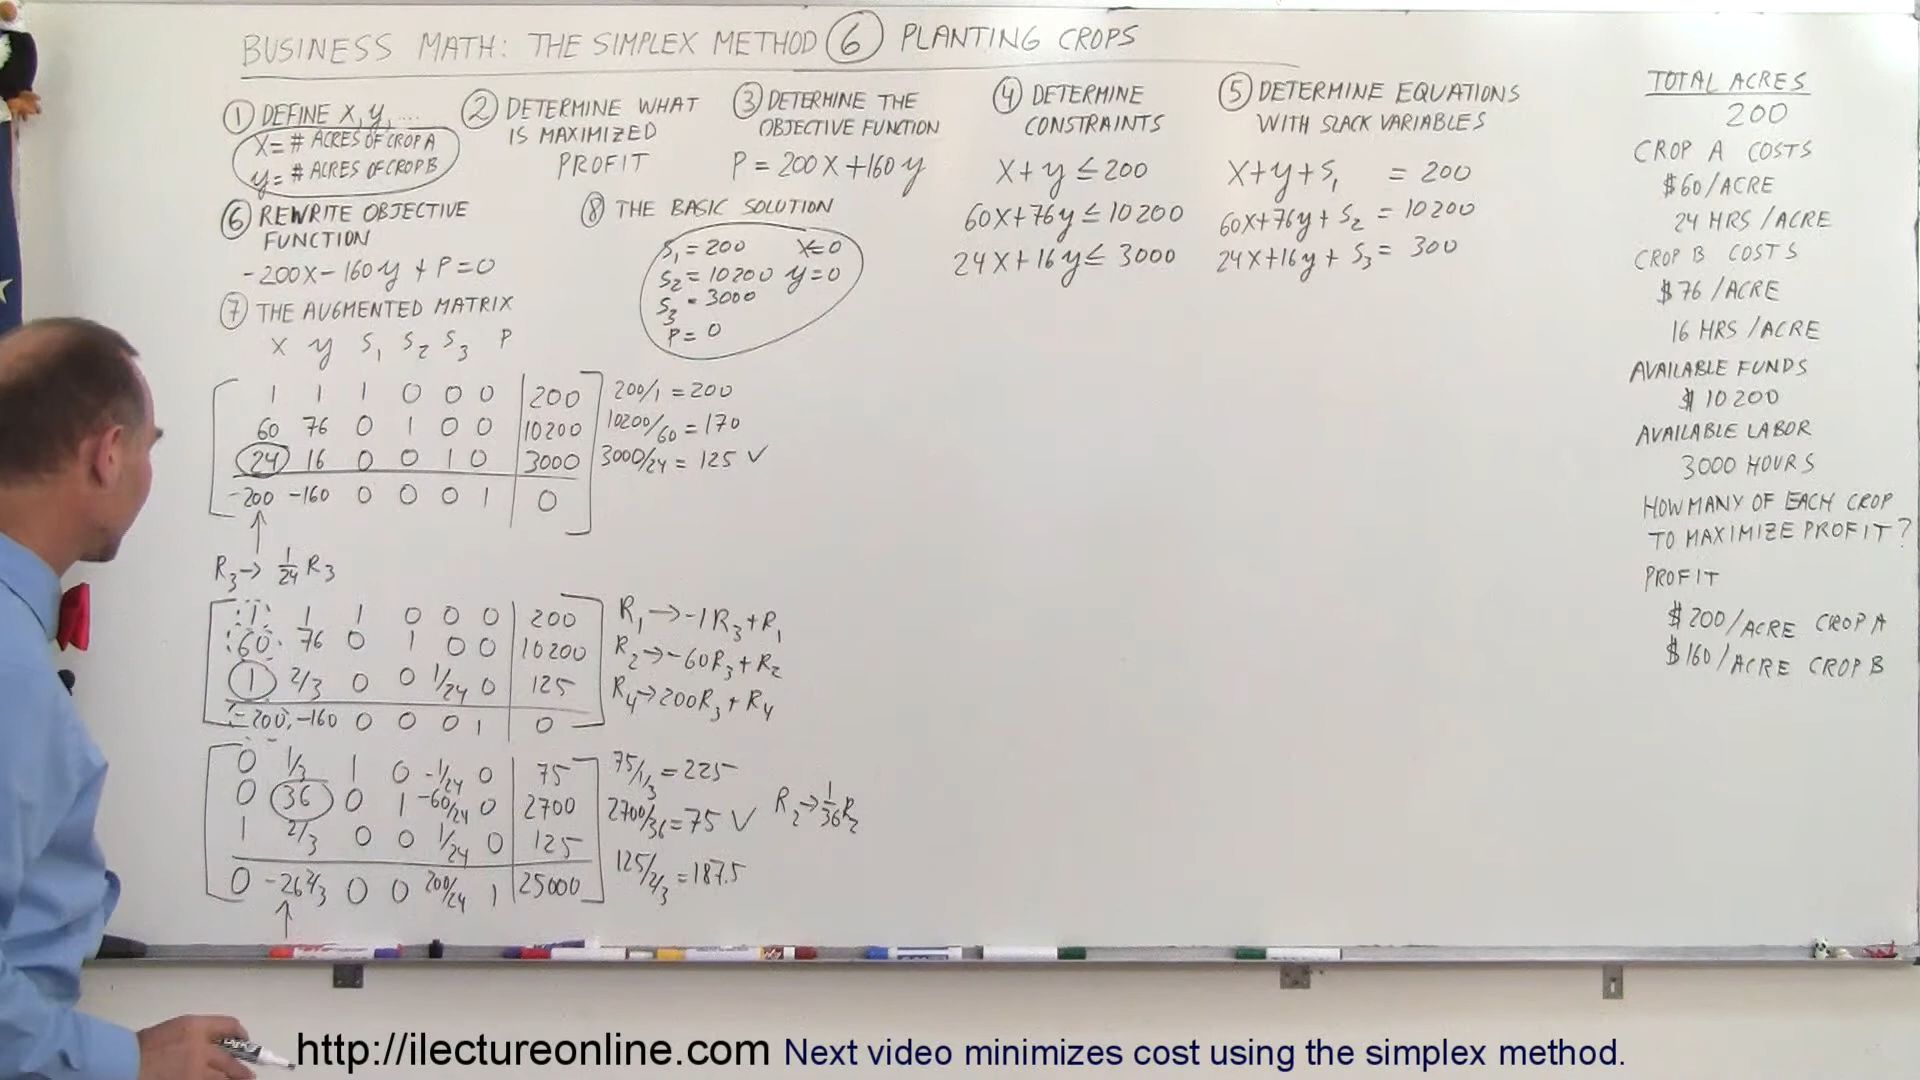 BUSINESS MATH: THE SIMPLEX METHOD ⑥ PLANTING CROPS
① DEFINE X, y, ....
X = # ACRES OF CROP A
y = # ACRES OF CROP B
② DETERMINE WHAT
IS MAXIMIZED
PROFIT
③ DETERMINE THE
OBJECTIVE FUNCTION
P = 200X + 160y
④ DETERMINE
CONSTRAINTS
X + y ≤ 200
60X + 76y ≤ 10200
24X + 16y ≤ 3000
⑤ DETERMINE EQUATIONS
WITH SLACK VARIABLES
X + y + S₁ = 200
60X + 76y + S₂ = 10200
24X + 16y + S₃ = 300
⑥ REWRITE OBJECTIVE
FUNCTION
-200X - 160y + P = 0
⑦ THE AUGMENTED MATRIX
X y S₁ S₂ S₃ P
1 1 1 0 0 0 | 200 200/1 = 200
60 76 0 1 0 0 | 10200 10200/60 = 170
24 16 0 0 1 0 | 3000 3000/24 = 125 ✓
-200 -160 0 0 0 1 | 0
R₃ → 1/24 R₃
1 1 1 0 0 0 | 200 R₁ → -1R₃ + R₁
60 76 0 1 0 0 | 10200 R₂ → -60R₃ + R₂
1 2/3 0 0 1/24 0 | 125 R₄ → 200R₃ + R₄
-200 -160 0 0 0 1 | 0
0 1/3 1 0 -1/24 0 | 75 75/1/3 = 225
0 36 0 1 -60/24 0 | 2700 2700/36 = 75 ✓ R₂ → 1/36 R₂
1 2/3 0 0 1/24 0 | 125 125/2/3 = 187.5
0 -26 2/3 0 0 200/24 1 | 25000
⑧ THE BASIC SOLUTION
S₁ = 200 X = 0
S₂ = 10200 y = 0
S₃ = 3000
P = 0
TOTAL ACRES
200
CROP A COSTS
$60/ACRE
24 HRS/ACRE
CROP B COSTS
$76/ACRE
16 HRS/ACRE
AVAILABLE FUNDS
$10200
AVAILABLE LABOR
3000 HOURS
HOW MANY OF EACH CROP
TO MAXIMIZE PROFIT?
PROFIT
$200/ACRE CROP A
$160/ACRE CROP B
http://ilectureonline.com Next video minimizes cost using the simplex method.